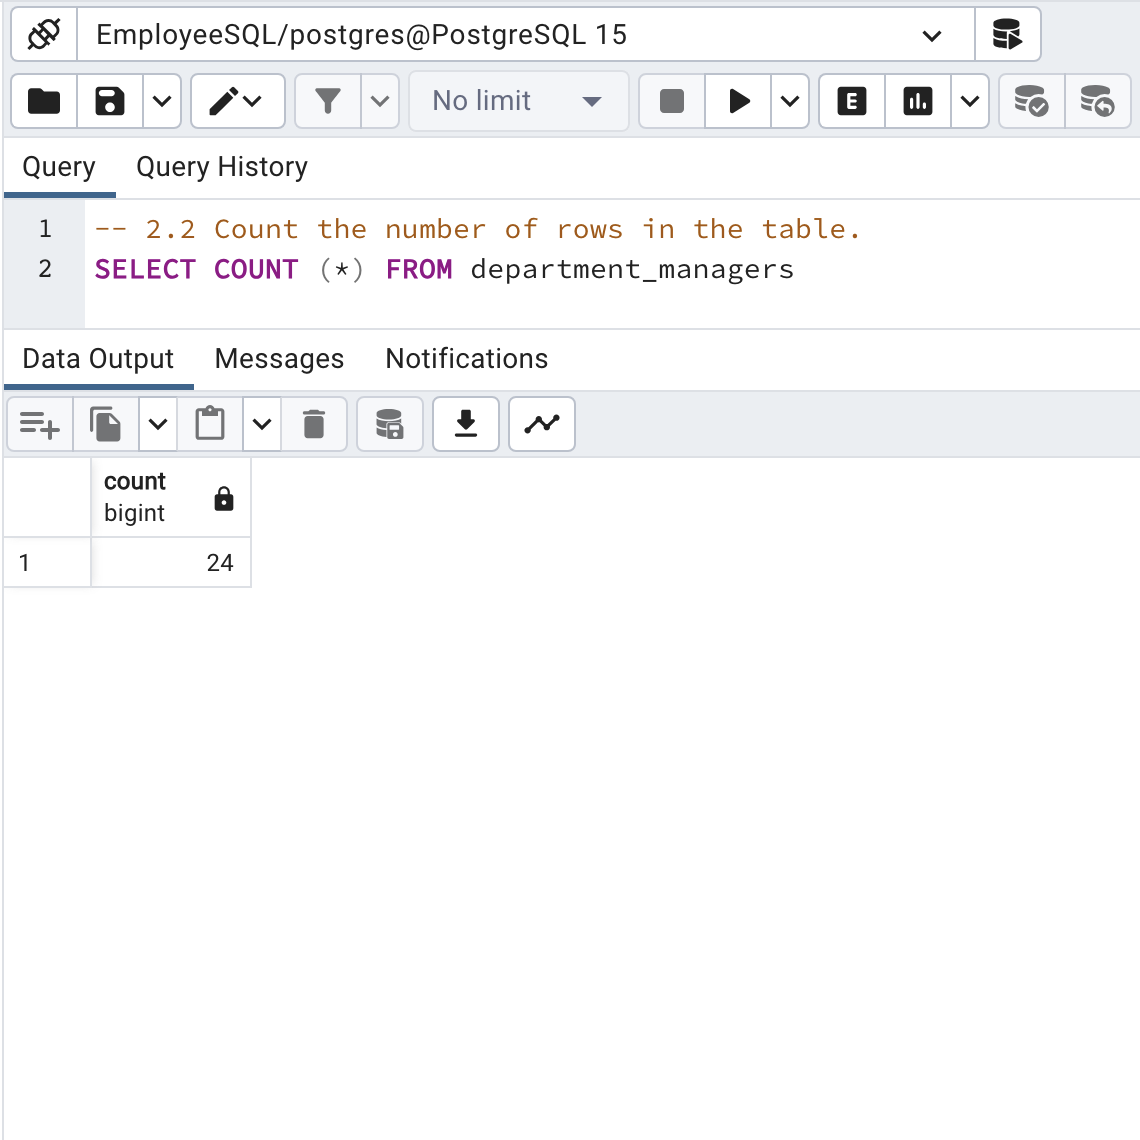 EmployeeSQL/postgres@PostgreSQL 15
No limit
E
Query Query History
1 -- 2.2 Count the number of rows in the table.
2 SELECT COUNT (*) FROM department_managers
Data Output Messages Notifications
count
bigint
1 24